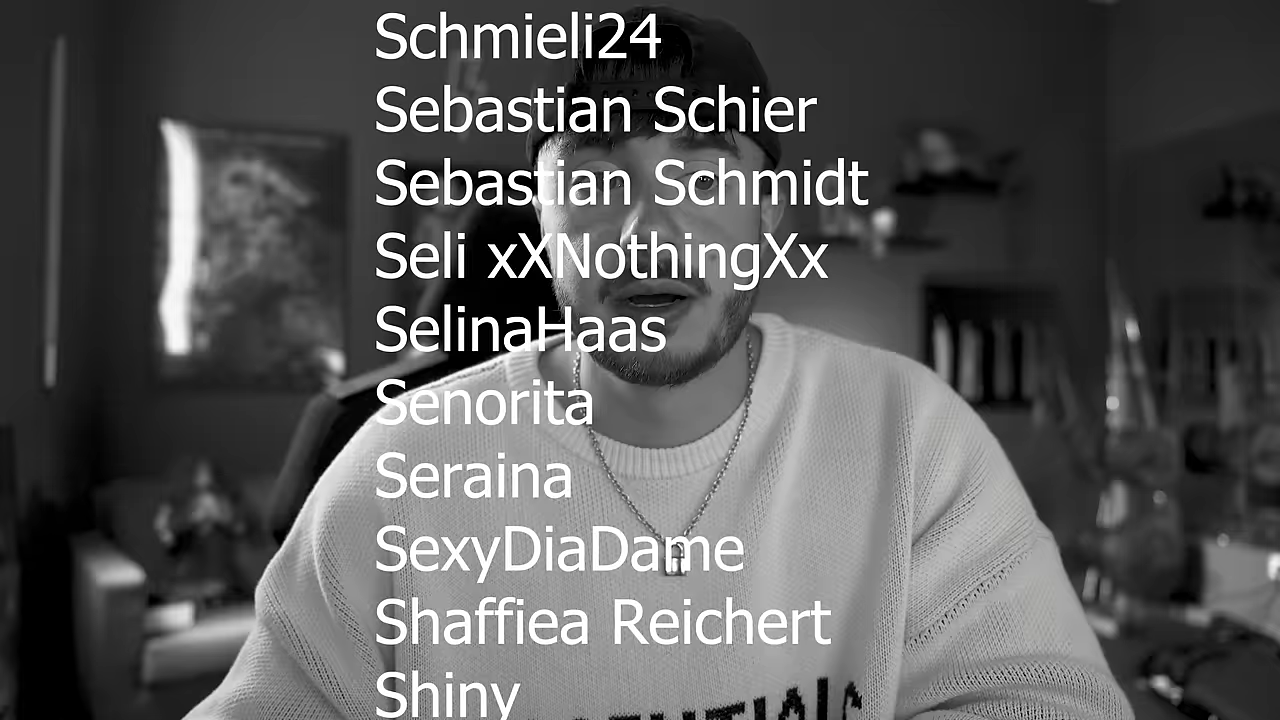 Schmieli24
Sebastian Schier
Sebastian Schmidt
Seli xXNothingXx
SelinaHaas
Senorita
Seraina
SexyDiaDame
Shaffiea Reichert
Shiny